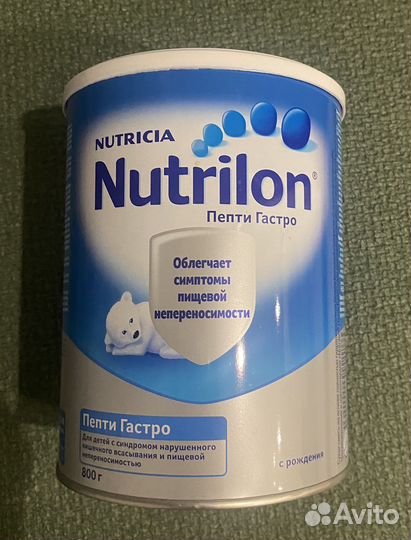 NUTRICIA
Nutrilon®
Пепти Гастро
Облегчает
симптомы
пищевой
непереносимости
Пепти Гастро
Для детей с синдромом нарушенного
кишечного всасывания и пищевой
непереносимостью
800 г
с рождения
Avito